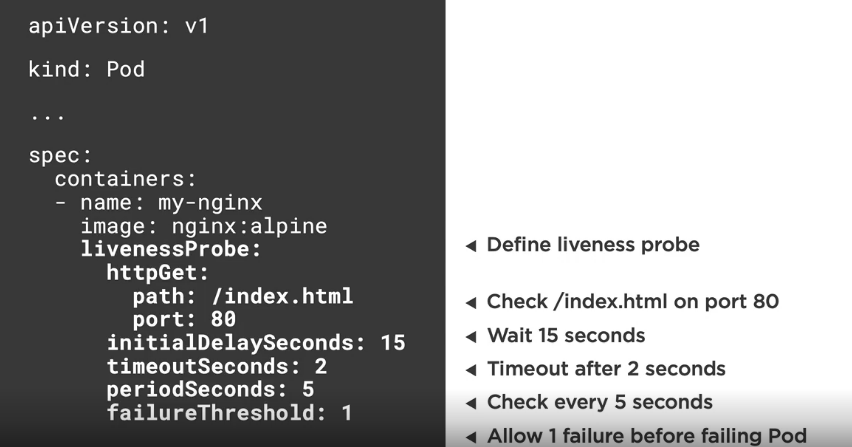 apiVersion: v1
kind: Pod
...
spec:
  containers:
  - name: my-nginx
    image: nginx:alpine
    livenessProbe:
      httpGet:
        path: /index.html
        port: 80
      initialDelaySeconds: 15
      timeoutSeconds: 2
      periodSeconds: 5
      failureThreshold: 1
◀ Define liveness probe
◀ Check /index.html on port 80
◀ Wait 15 seconds
◀ Timeout after 2 seconds
◀ Check every 5 seconds
◀ Allow 1 failure before failing Pod